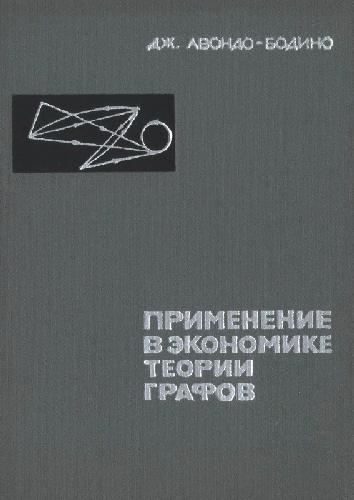 ДЖ. АВОНДО-БОДИНО
ПРИМЕНЕНИЕ
В ЭКОНОМИКЕ
ТЕОРИИ
ГРАФОВ